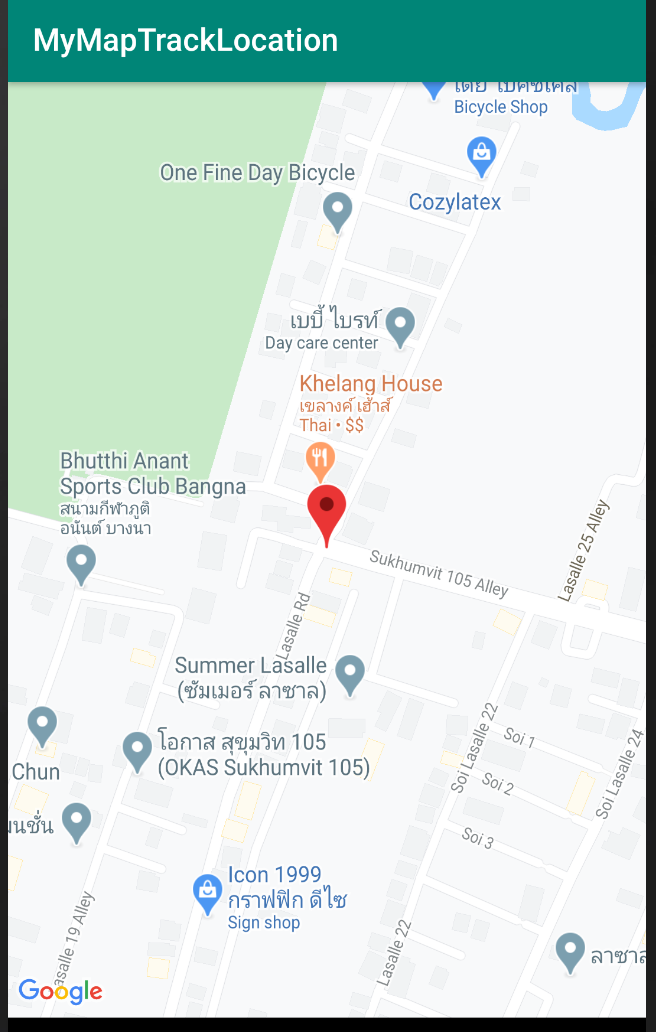 MyMapTrackLocation
Bicycle Shop
One Fine Day Bicycle
Cozylatex
เบบี้ ไบรท์
Day care center
Khelang House
เขลางค์ เฮ้าส์
Thai • $$
Bhutthi Anant
Sports Club Bangna
สนามกีฬาภูติ
อนันต์ บางนา
Sukhumvit 105 Alley
Lasalle 25 Alley
Lasalle Rd
Summer Lasalle
(ซัมเมอร์ ลาซาล)
โอกาส สุขุมวิท 105
(OKAS Sukhumvit 105)
Chun
Soi Lasalle 22
Soi 1
Soi 2
Soi 3
Soi Lasalle 24
Icon 1999
กราฟฟิก ดีไซ
Sign shop
Lasalle 22
Lasalle 19 Alley
ลาซาล
Google